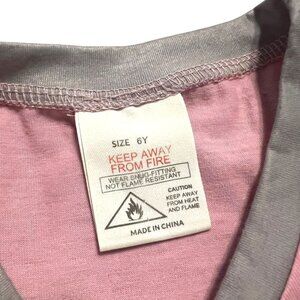 SIZE 6Y
KEEP AWAY
FROM FIRE
WEAR SNUG-FITTING
NOT FLAME RESISTANT
CAUTION
KEEP AWAY
FROM HEAT
AND FLAME
MADE IN CHINA